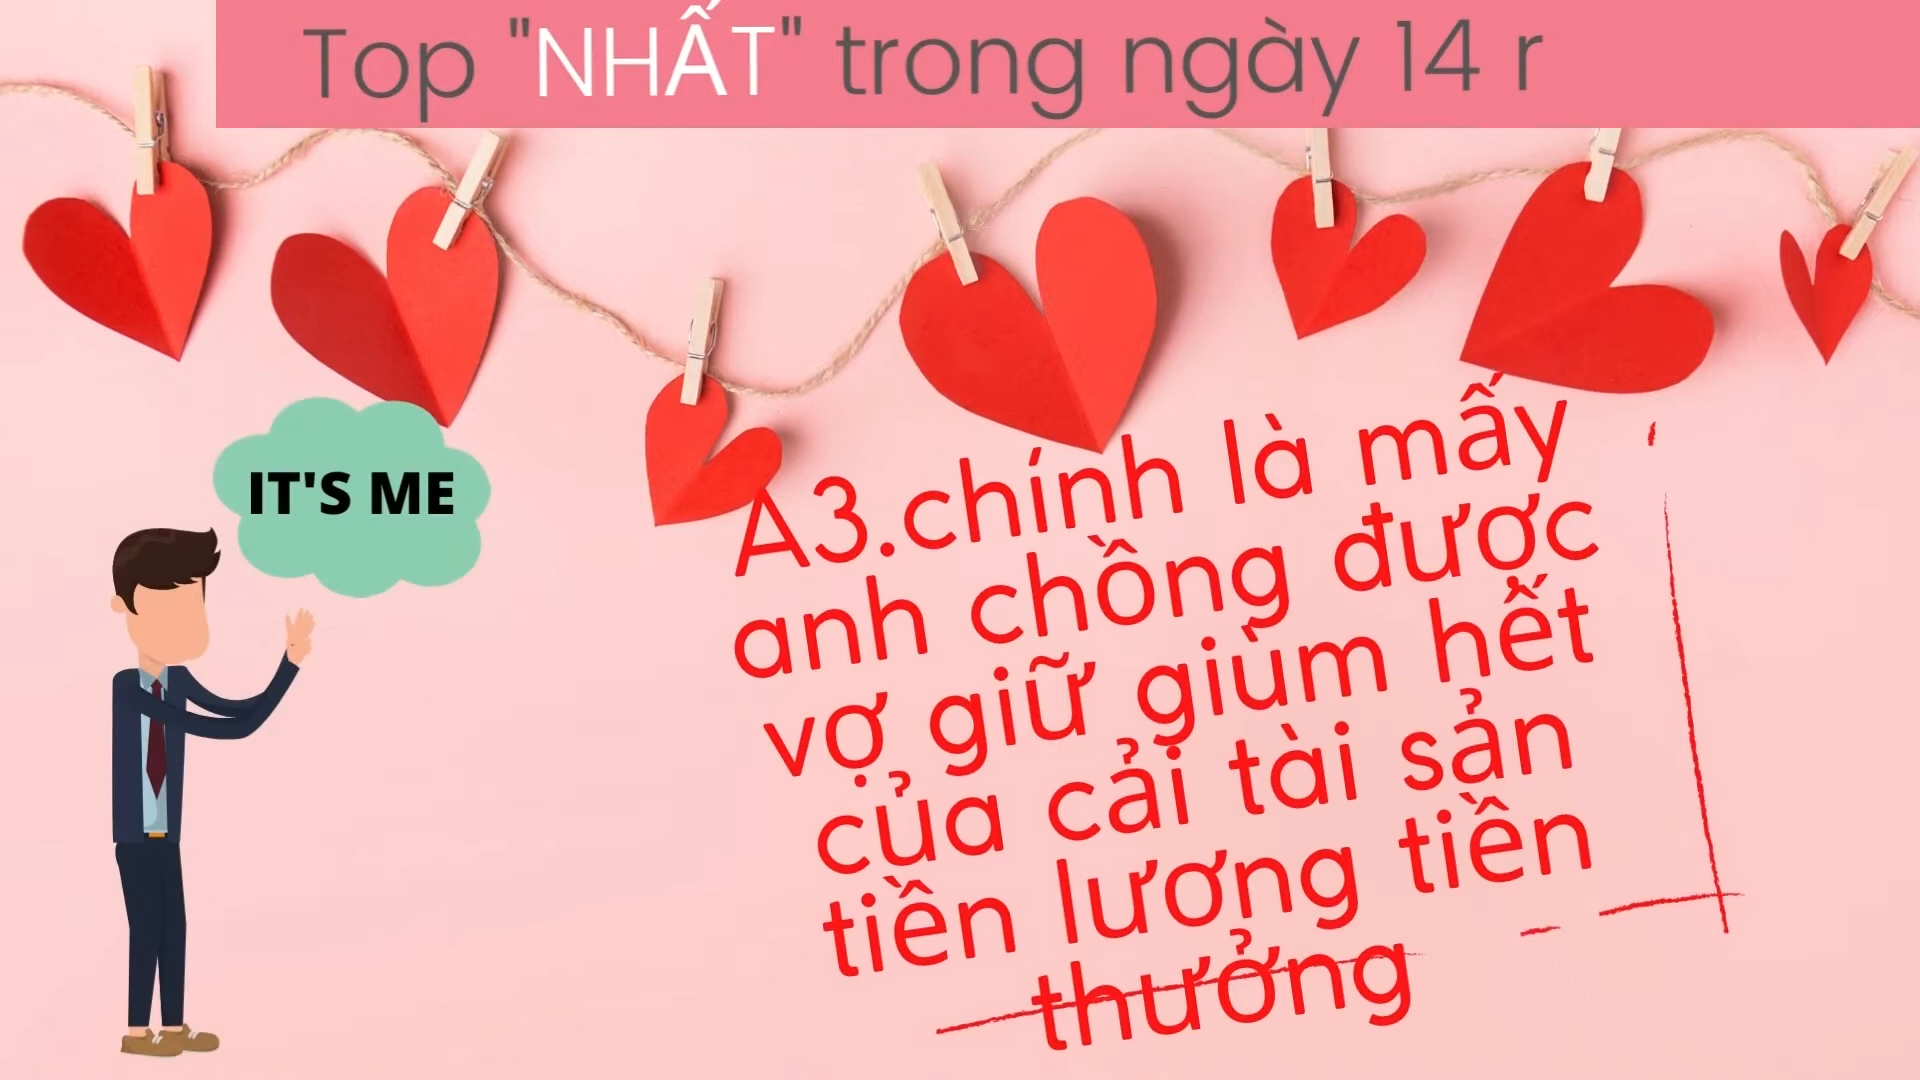 Top "NHẤT" trong ngày 14 r
IT'S ME
A3.chính là mấy
anh chồng được
vợ giữ giùm hết
của cải tài sản
tiền lương tiền
thưởng